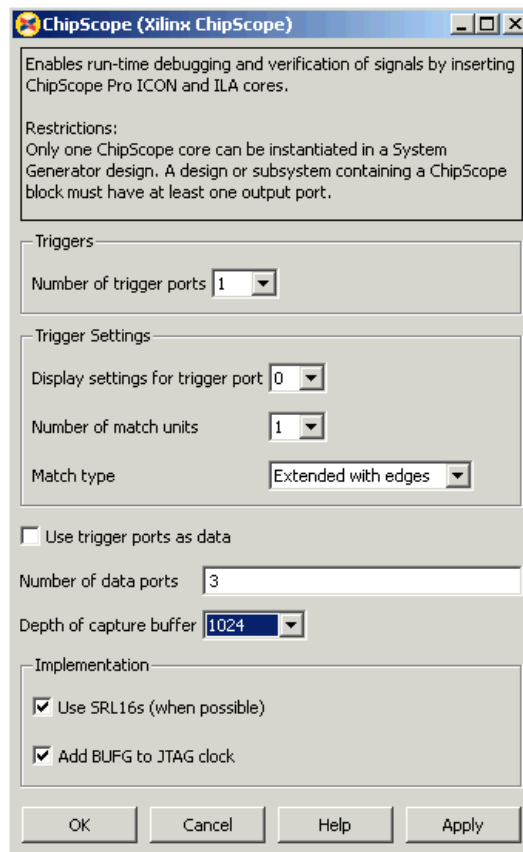 ChipScope (Xilinx ChipScope)
Enables run-time debugging and verification of signals by inserting
ChipScope Pro ICON and ILA cores.
Restrictions:
Only one ChipScope core can be instantiated in a System
Generator design. A design or subsystem containing a ChipScope
block must have at least one output port.
Triggers
Number of trigger ports 1
Trigger Settings
Display settings for trigger port 0
Number of match units 1
Match type Extended with edges
Use trigger ports as data
Number of data ports 3
Depth of capture buffer 1024
Implementation
Use SRL16s (when possible)
Add BUFG to JTAG clock
OK Cancel Help Apply